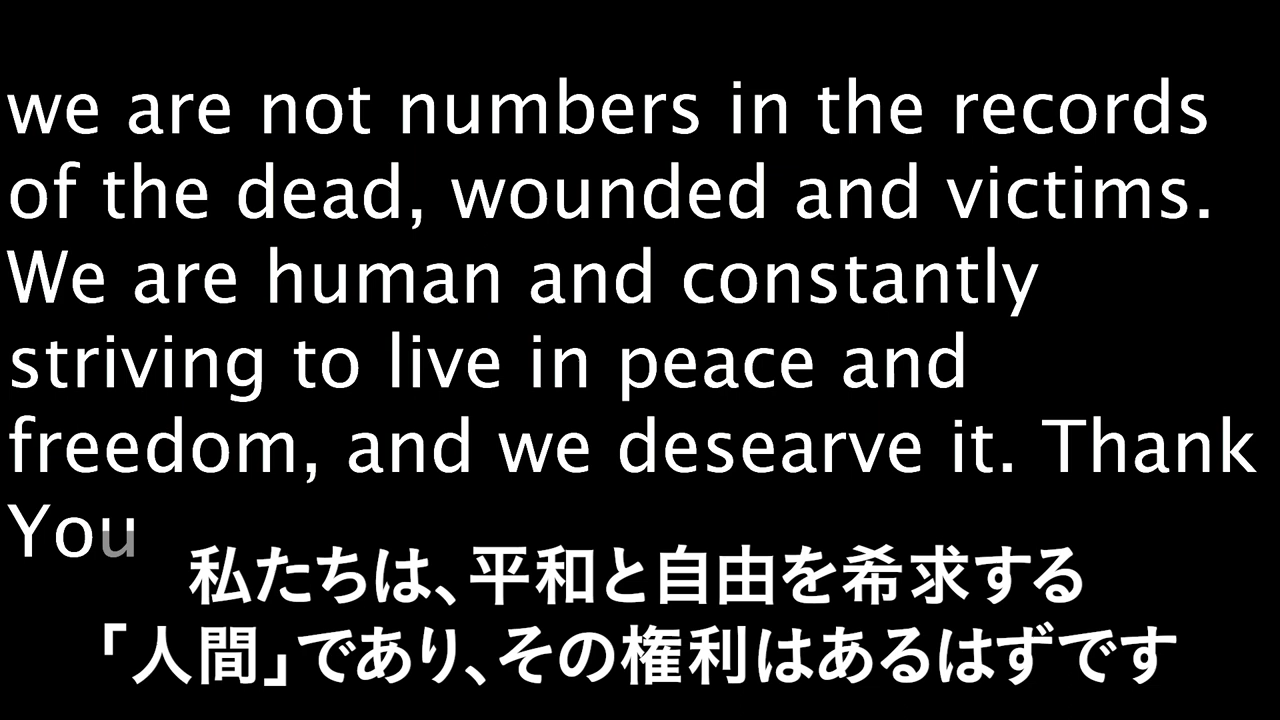 we are not numbers in the records
of the dead, wounded and victims.
We are human and constantly
striving to live in peace and
freedom, and we desearve it. Thank
You
私たちは、平和と自由を希求する
「人間」であり、その権利はあるはずです